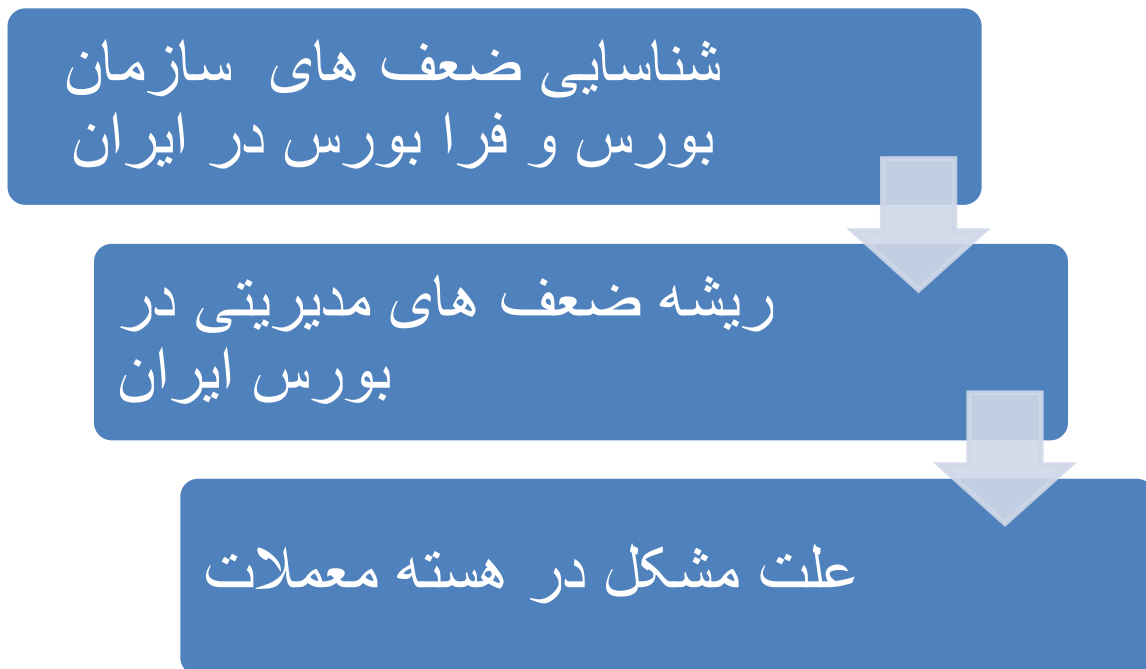 شناسایی ضعف های سازمان
بورس و فرا بورس در ایران
ریشه ضعف های مدیریتی در
بورس ایران
علت مشکل در هسته معملات